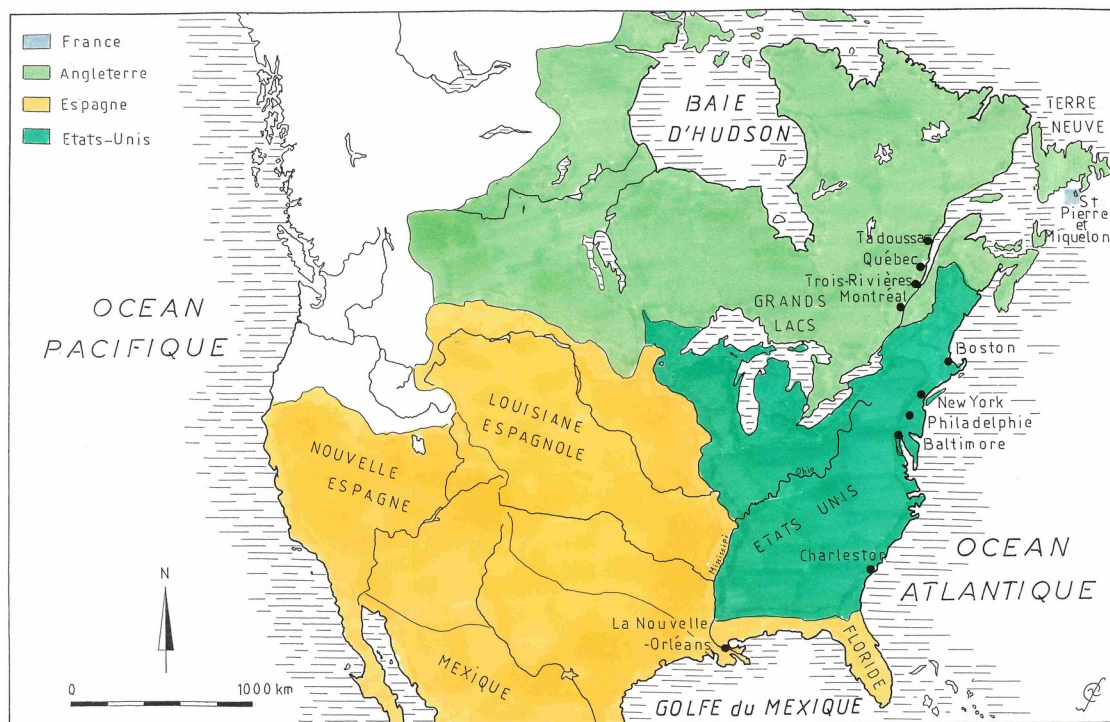 France
Angleterre
Espagne
Etats-Unis
BAIE
D'HUDSON
TERRE
NEUVE
St
Pierre
et
Miquelon
Tadoussac
Québec
Trois-Rivières
Montréal
GRANDS
LACS
OCEAN
PACIFIQUE
Boston
New York
Philadelphie
Baltimore
LOUISIANE
ESPAGNOLE
NOUVELLE
ESPAGNE
Ohio
ETATS UNIS
Missisipi
Charleston
OCEAN
ATLANTIQUE
N
La Nouvelle
-Orléans
FLORIDE
MEXIQUE
0 1000 km
GOLFE du MEXIQUE